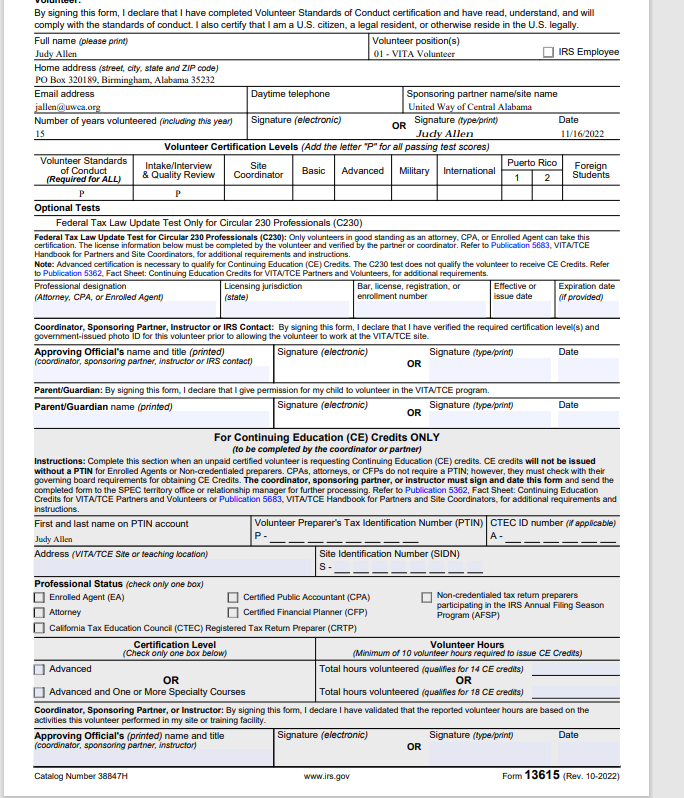 Volunteer:
By signing this form, I declare that I have completed Volunteer Standards of Conduct certification and have read, understand, and will
comply with the standards of conduct. I also certify that I am a U.S. citizen, a legal resident, or otherwise reside in the U.S. legally.
Full name (please print)
Volunteer position(s)
Judy Allen
01 - VITA Volunteer
IRS Employee
Home address (street, city, state and ZIP code)
PO Box 320189, Birmingham, Alabama 35232
Email address
Daytime telephone
Sponsoring partner name/site name
jallen@uwca.org
United Way of Central Alabama
Number of years volunteered (including this year)
Signature (electronic)
OR
Signature (type/print)
Date
15
Judy Allen
11/16/2022
Volunteer Certification Levels (Add the letter "P" for all passing test scores)
Volunteer Standards
of Conduct
(Required for ALL)
Intake/Interview
& Quality Review
Site
Coordinator
Basic
Advanced
Military
International
Puerto Rico
1
2
Foreign
Students
P
P
Optional Tests
Federal Tax Law Update Test Only for Circular 230 Professionals (C230)
Federal Tax Law Update Test for Circular 230 Professionals (C230): Only volunteers in good standing as an attorney, CPA, or Enrolled Agent can take this
certification. The license information below must be completed by the volunteer and verified by the partner or coordinator. Refer to Publication 5683, VITA/TCE
Handbook for Partners and Site Coordinators, for additional requirements and instructions.
Note: Advanced certification is necessary to qualify for Continuing Education (CE) Credits. The C230 test does not qualify the volunteer to receive CE Credits. Refer
to Publication 5362, Fact Sheet: Continuing Education Credits for VITA/TCE Partners and Volunteers, for additional requirements.
Professional designation
(Attorney, CPA, or Enrolled Agent)
Licensing jurisdiction
(state)
Bar, license, registration, or
enrollment number
Effective or
issue date
Expiration date
(if provided)
Coordinator, Sponsoring Partner, Instructor or IRS Contact: By signing this form, I declare that I have verified the required certification level(s) and
government-issued photo ID for this volunteer prior to allowing the volunteer to work at the VITA/TCE site.
Approving Official's name and title (printed)
(coordinator, sponsoring partner, instructor or IRS contact)
Signature (electronic)
OR
Signature (type/print)
Date
Parent/Guardian: By signing this form, I declare that I give permission for my child to volunteer in the VITA/TCE program.
Parent/Guardian name (printed)
Signature (electronic)
OR
Signature (type/print)
Date
For Continuing Education (CE) Credits ONLY
(to be completed by the coordinator or partner)
Instructions: Complete this section when an unpaid certified volunteer is requesting Continuing Education (CE) credits. CE credits will not be issued
without a PTIN for Enrolled Agents or Non-credentialed preparers. CPAs, attorneys, or CFPs do not require a PTIN; however, they must check with their
governing board requirements for obtaining CE Credits. The coordinator, sponsoring partner, or instructor must sign and date this form and send the
completed form to the SPEC territory office or relationship manager for further processing. Refer to Publication 5362, Fact Sheet: Continuing Education
Credits for VITA/TCE Partners and Volunteers or Publication 5683, VITA/TCE Handbook for Partners and Site Coordinators, for additional requirements and
instructions.
First and last name on PTIN account
Volunteer Preparer's Tax Identification Number (PTIN)
CTEC ID number (if applicable)
Judy Allen
P - _ _ _ _ _ _ _ _
A - _ _ _ _ _ _
Address (VITA/TCE Site or teaching location)
Site Identification Number (SIDN)
S - _ _ _ _ _ _ _ _
Professional Status (check only one box)
Enrolled Agent (EA)
Certified Public Accountant (CPA)
Non-credentialed tax return preparers
participating in the IRS Annual Filing Season
Program (AFSP)
Attorney
Certified Financial Planner (CFP)
California Tax Education Council (CTEC) Registered Tax Return Preparer (CRTP)
Certification Level
(Check only one box below)
Volunteer Hours
(Minimum of 10 volunteer hours required to issue CE Credits)
Advanced
Total hours volunteered (qualifies for 14 CE credits)
OR
OR
Advanced and One or More Specialty Courses
Total hours volunteered (qualifies for 18 CE credits)
Coordinator, Sponsoring Partner, or Instructor: By signing this form, I declare I have validated that the reported volunteer hours are based on the
activities this volunteer performed in my site or training facility.
Approving Official's (printed) name and title
(coordinator, sponsoring partner, instructor)
Signature (electronic)
OR
Signature (type/print)
Date
Catalog Number 38847H
www.irs.gov
Form 13615 (Rev. 10-2022)